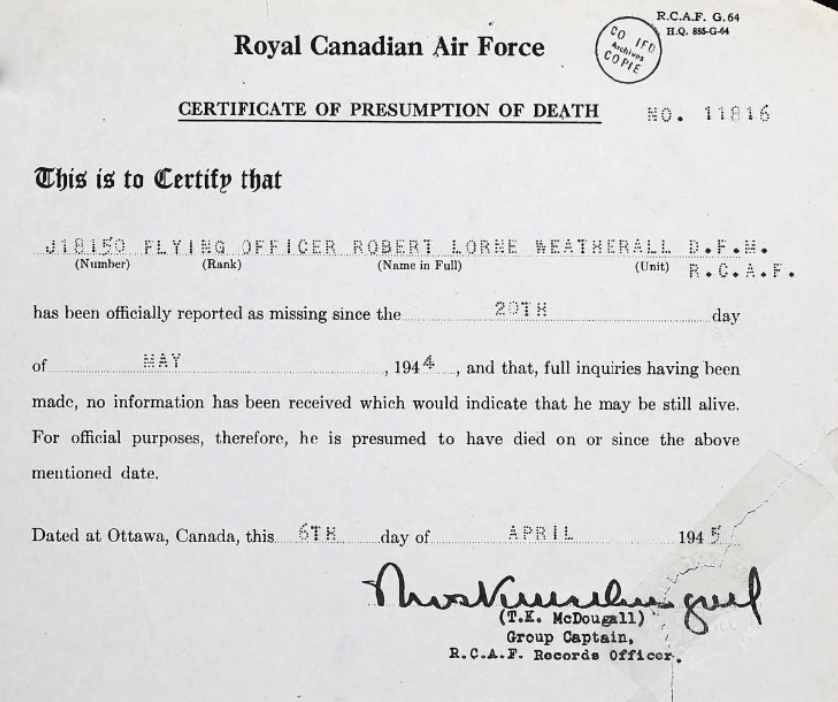 R.C.A.F. G. 64
H.Q. 885-G-64
CO IFD
Archives
COPIE
Royal Canadian Air Force
CERTIFICATE OF PRESUMPTION OF DEATH NO. 11816
This is to Certify that
J18150 FLYING OFFICER ROBERT LORNE WEATHERALL D.F.M.
(Number) (Rank) (Name in Full) (Unit) R.C.A.F.
has been officially reported as missing since the 20TH day
of MAY , 1944 , and that, full inquiries having been
made, no information has been received which would indicate that he may be still alive.
For official purposes, therefore, he is presumed to have died on or since the above
mentioned date.
Dated at Ottawa, Canada, this 6TH day of APRIL 1945
(T.K. McDougall)
Group Captain,
R.C.A.F. Records Officer.